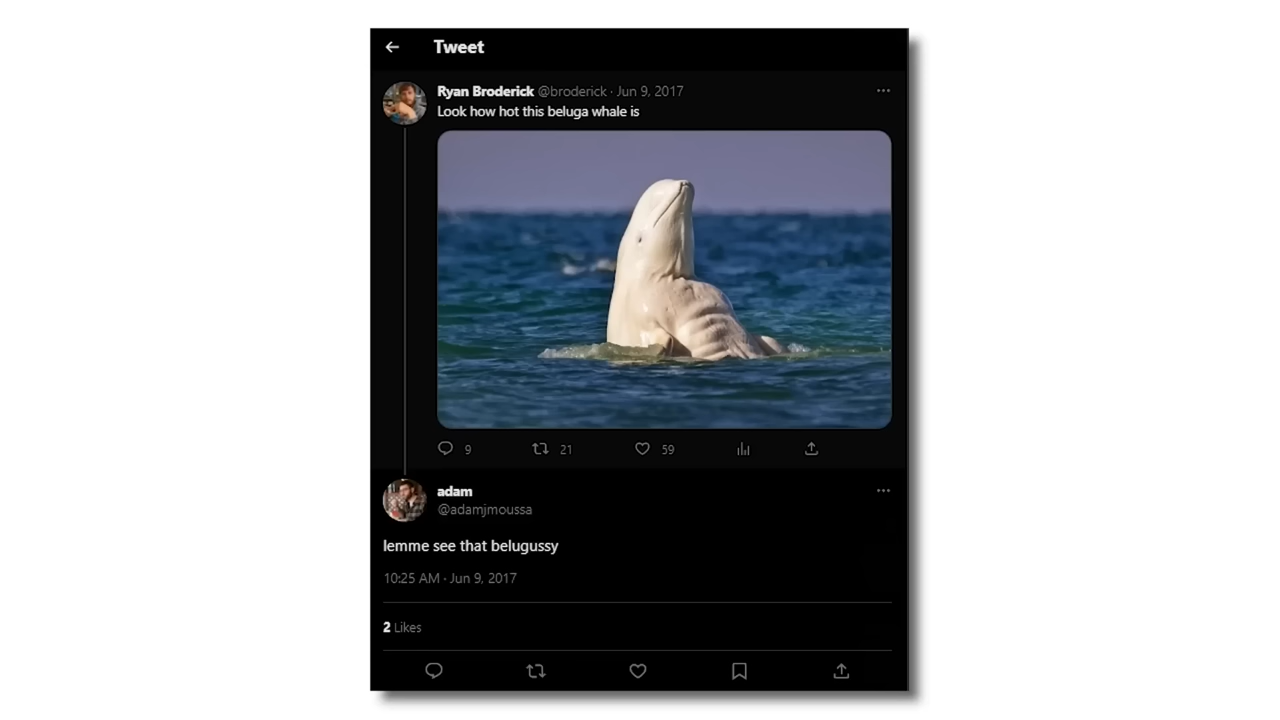 Tweet
Ryan Broderick @broderick · Jun 9, 2017
Look how hot this beluga whale is
9 21 59
adam
@adamjmoussa
lemme see that belugussy
10:25 AM · Jun 9, 2017
2 Likes